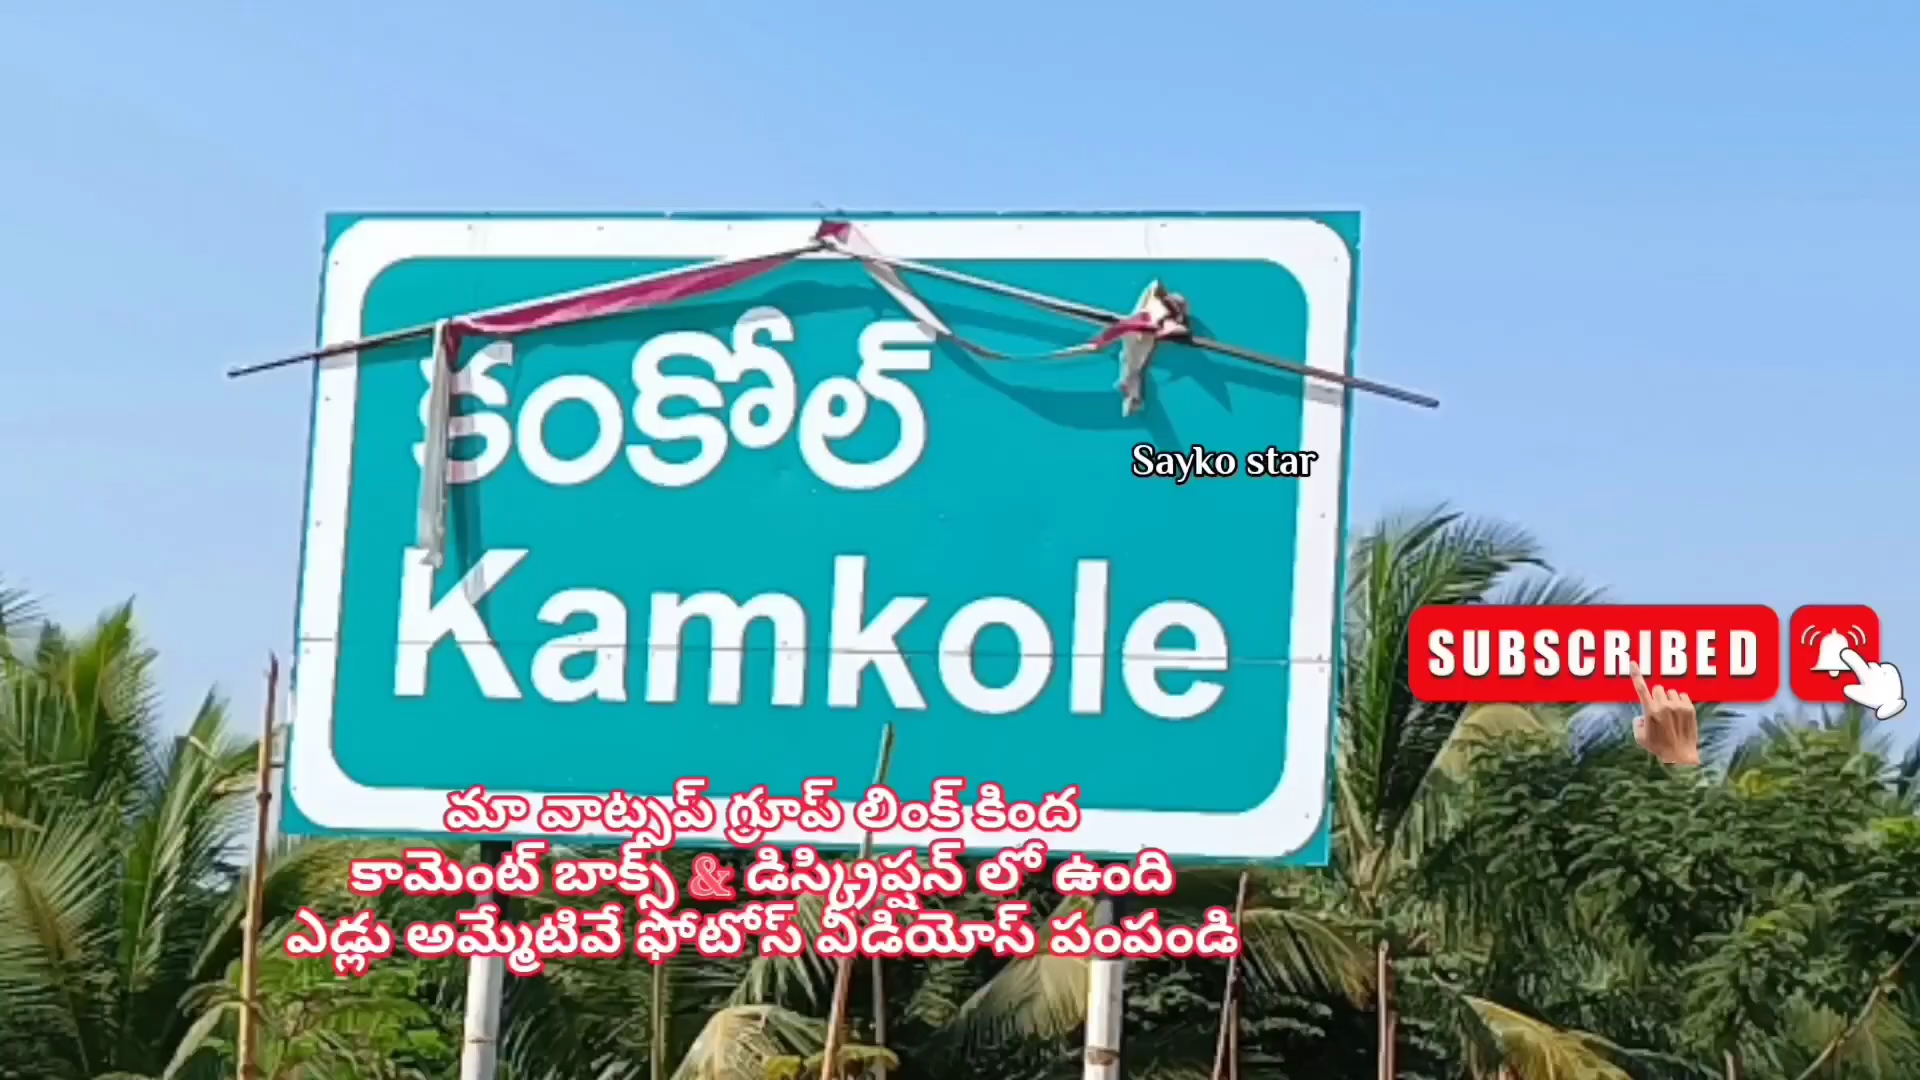 కంకోల్
Sayko star
Kamkole
SUBSCRIBED
మా వాట్సప్ గ్రూప్ లింక్ కింద
కామెంట్ బాక్స్ & డిస్క్రిప్షన్ లో ఉంది
ఎడ్లు అమ్మేటివే ఫోటోస్ వీడియోస్ పంపండి